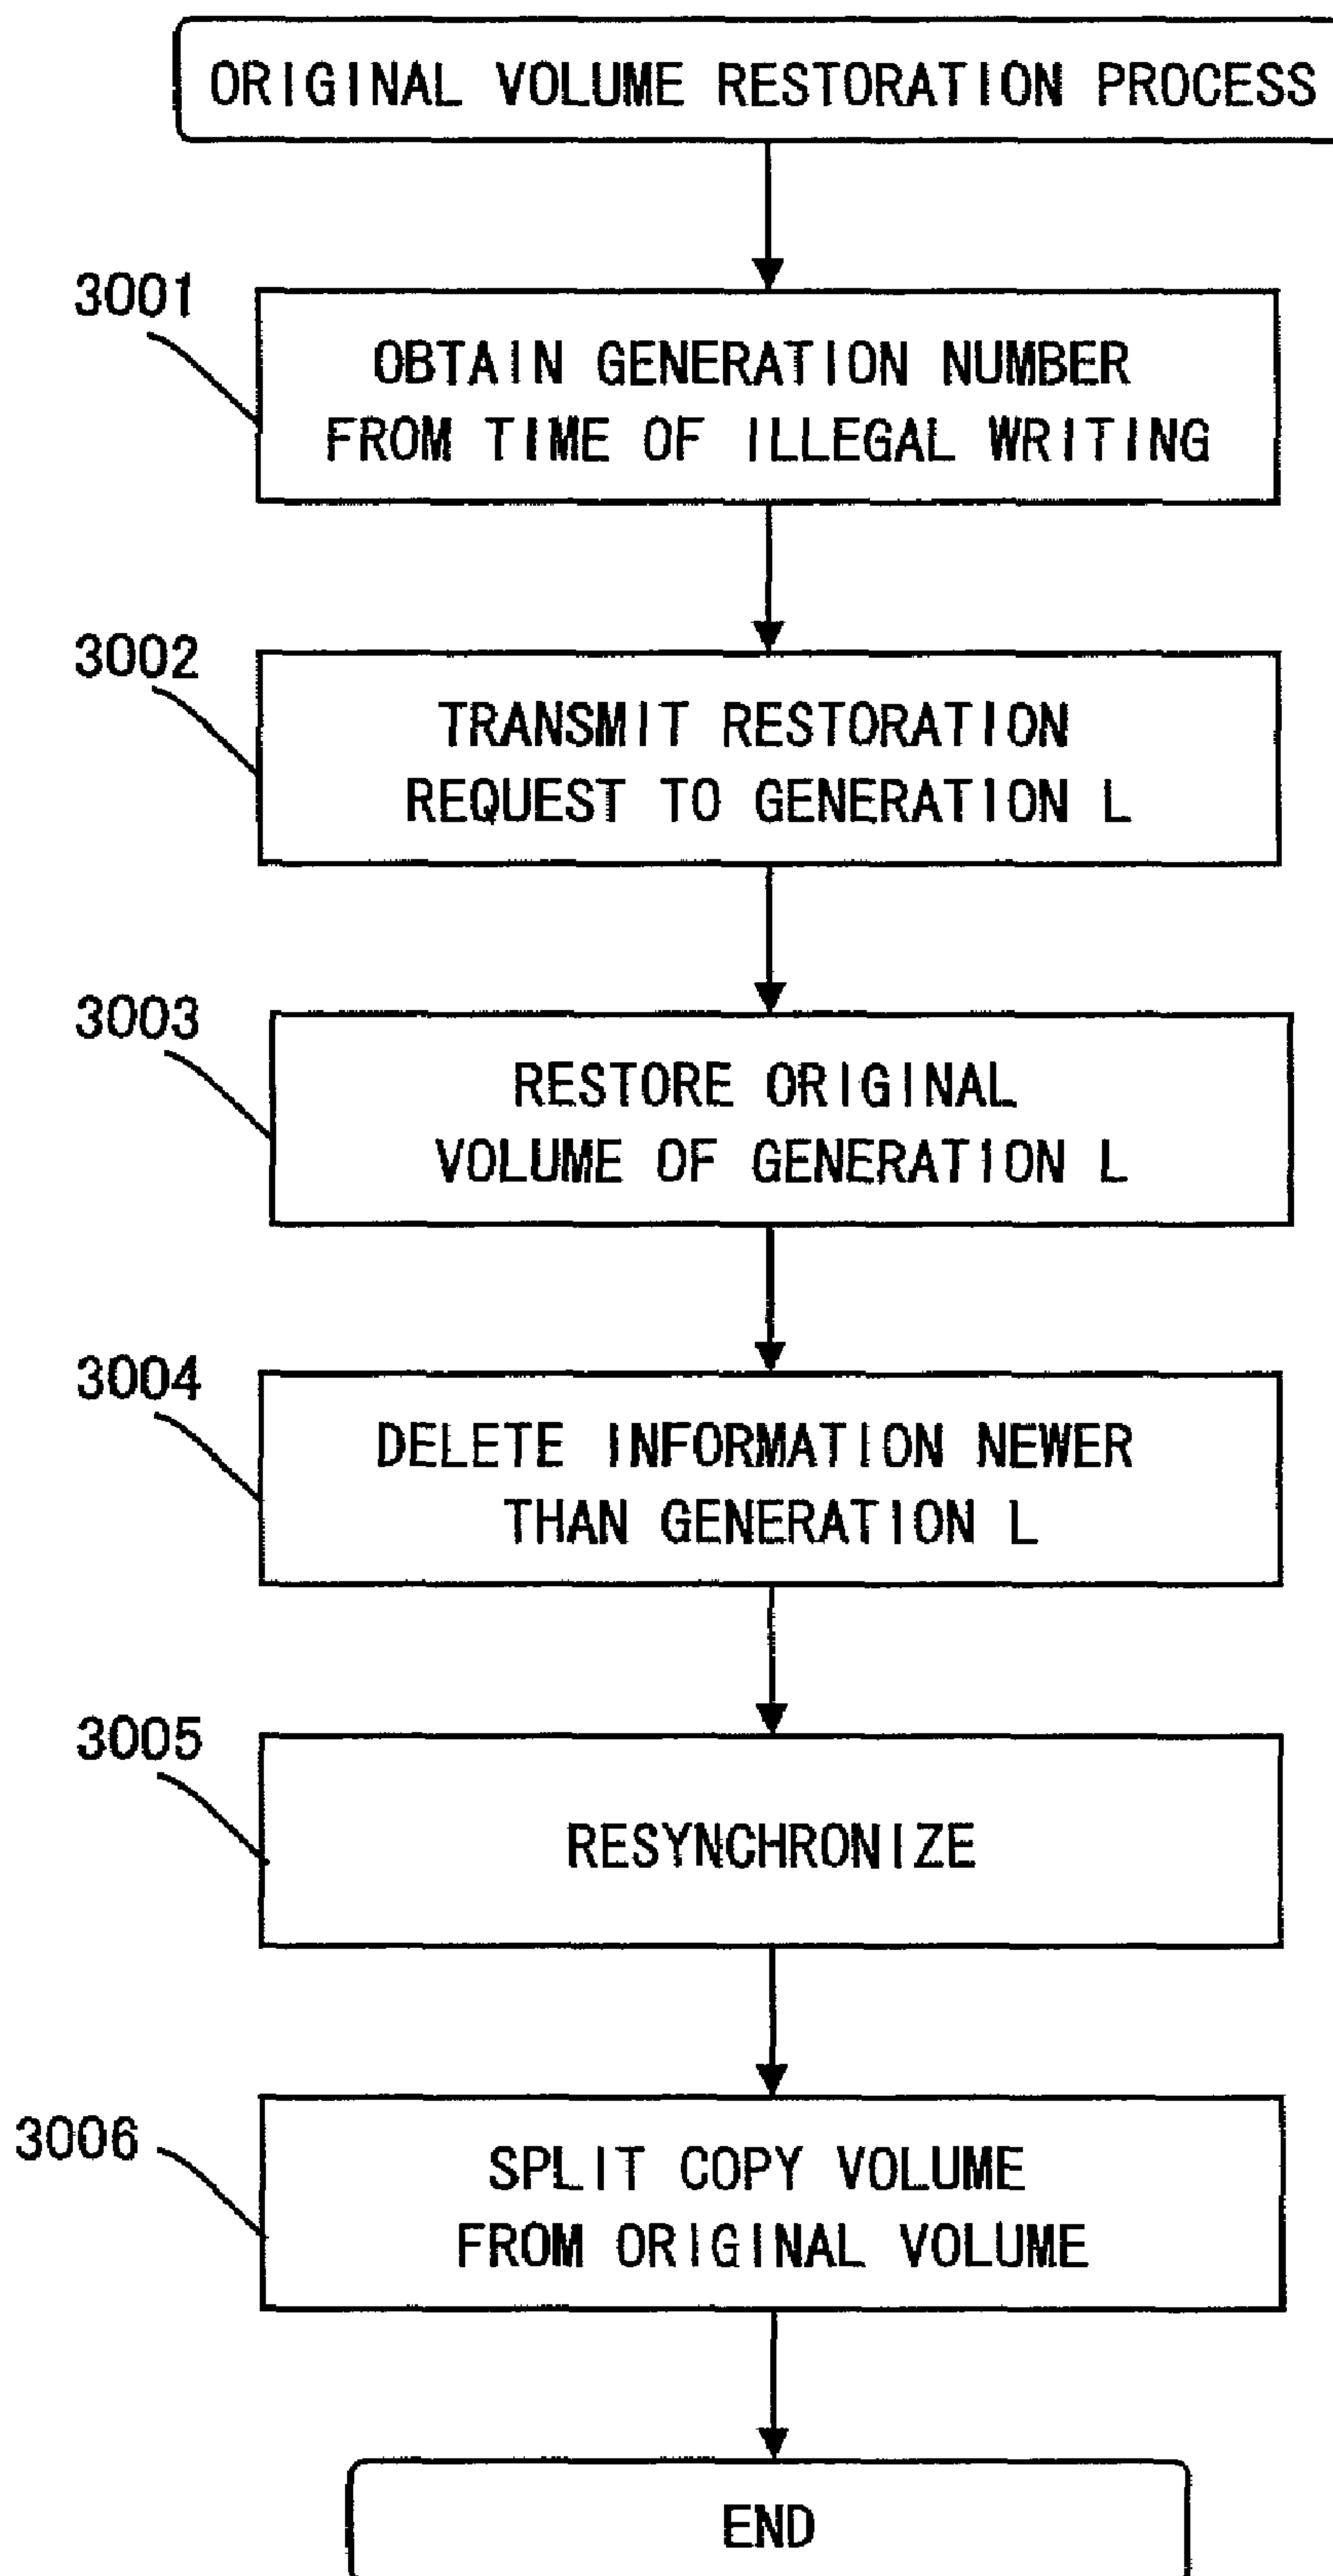 ORIGINAL VOLUME RESTORATION PROCESS
3001
OBTAIN GENERATION NUMBER
FROM TIME OF ILLEGAL WRITING
3002
TRANSMIT RESTORATION
REQUEST TO GENERATION L
3003
RESTORE ORIGINAL
VOLUME OF GENERATION L
3004
DELETE INFORMATION NEWER
THAN GENERATION L
3005
RESYNCHRONIZE
3006
SPLIT COPY VOLUME
FROM ORIGINAL VOLUME
END